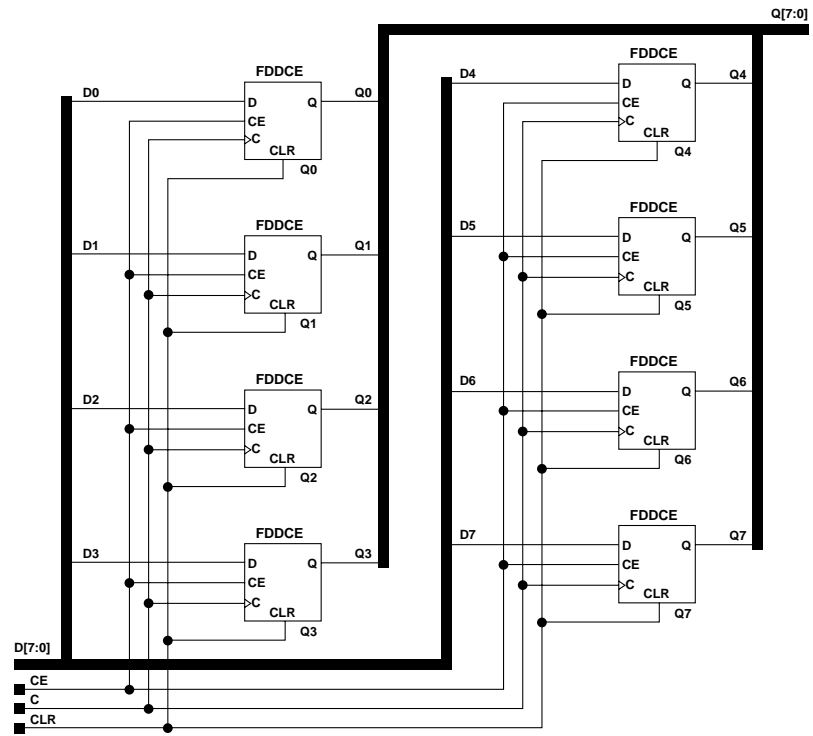 Q[7:0]
FDDCE
D0
D
Q
Q0
CE
C
CLR
Q0
FDDCE
D1
D
Q
Q1
CE
C
CLR
Q1
FDDCE
D2
D
Q
Q2
CE
C
CLR
Q2
FDDCE
D3
D
Q
Q3
CE
C
CLR
Q3
FDDCE
D4
D
Q
Q4
CE
C
CLR
Q4
FDDCE
D5
D
Q
Q5
CE
C
CLR
Q5
FDDCE
D6
D
Q
Q6
CE
C
CLR
Q6
FDDCE
D7
D
Q
Q7
CE
C
CLR
Q7
D[7:0]
CE
C
CLR